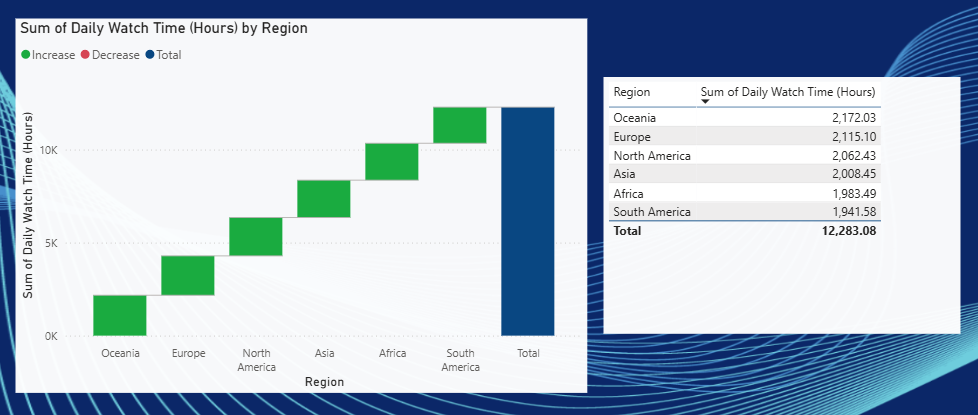 Sum of Daily Watch Time (Hours) by Region
Increase Decrease Total
Sum of Daily Watch Time (Hours)
10K
5K
0K
Oceania Europe North America Asia Africa South America Total
Region
Region Sum of Daily Watch Time (Hours)
Oceania 2,172.03
Europe 2,115.10
North America 2,062.43
Asia 2,008.45
Africa 1,983.49
South America 1,941.58
Total 12,283.08